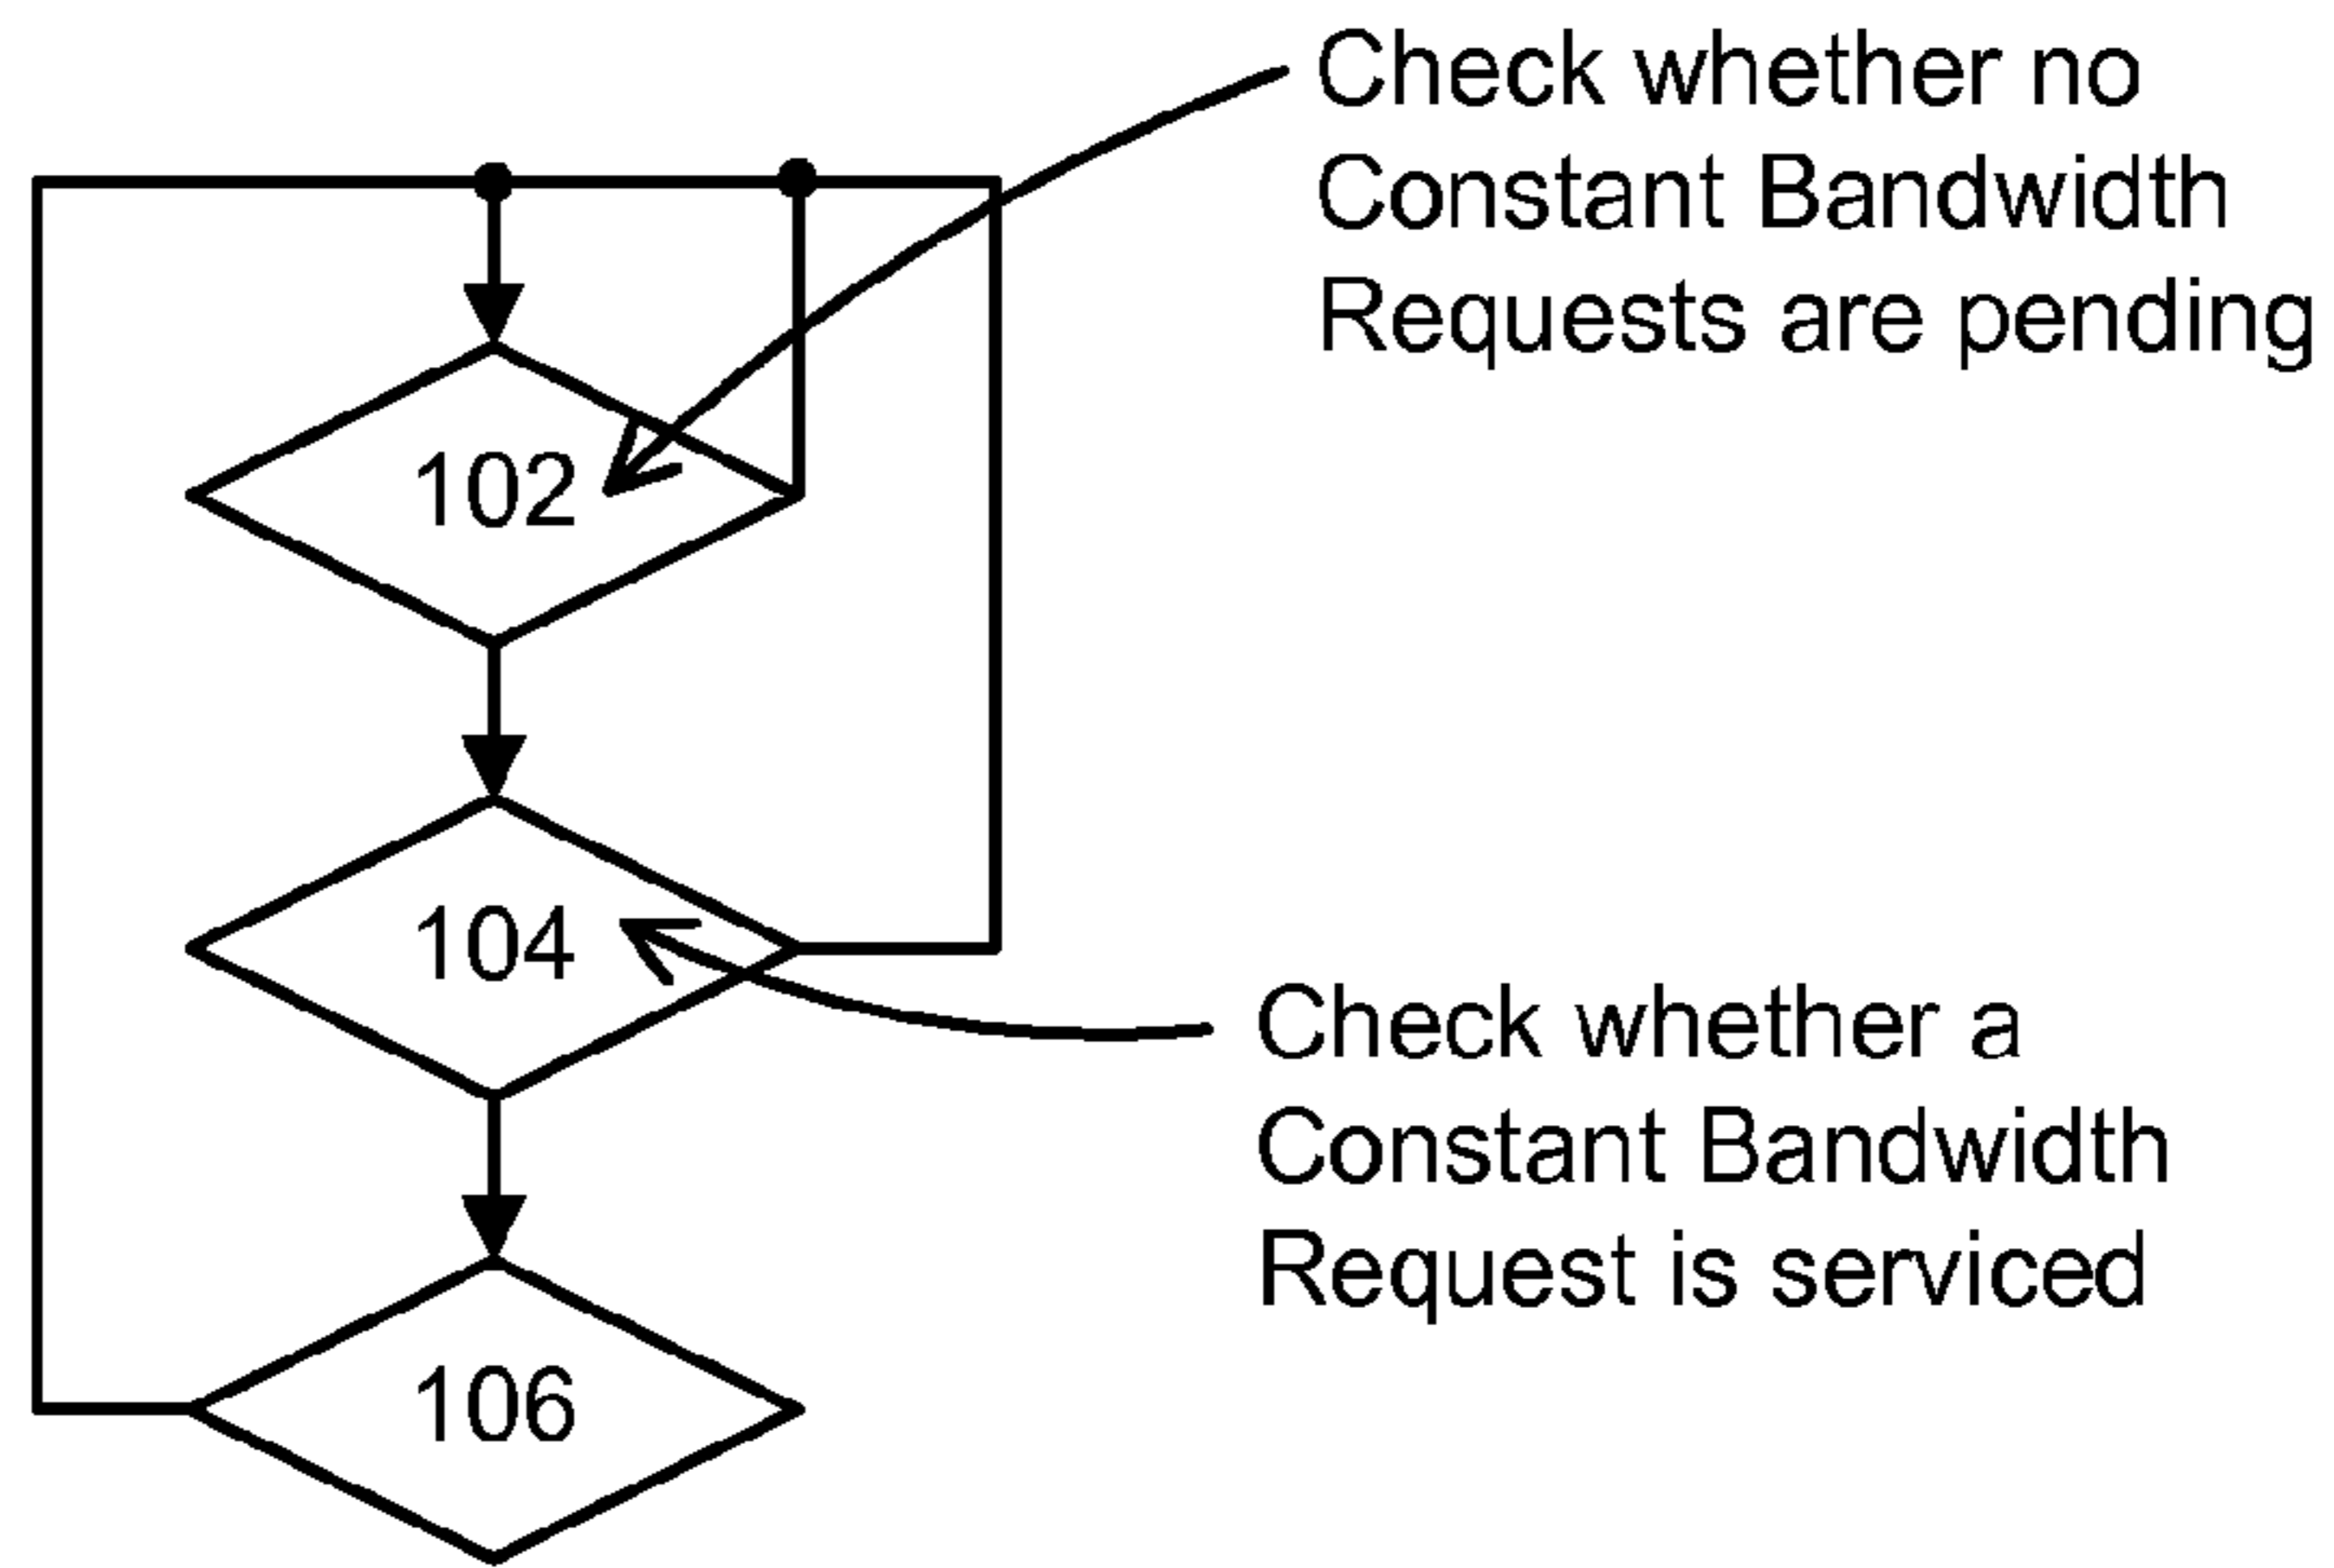 Check whether no
Constant Bandwidth
Requests are pending
102
104
Check whether a
Constant Bandwidth
Request is serviced
106